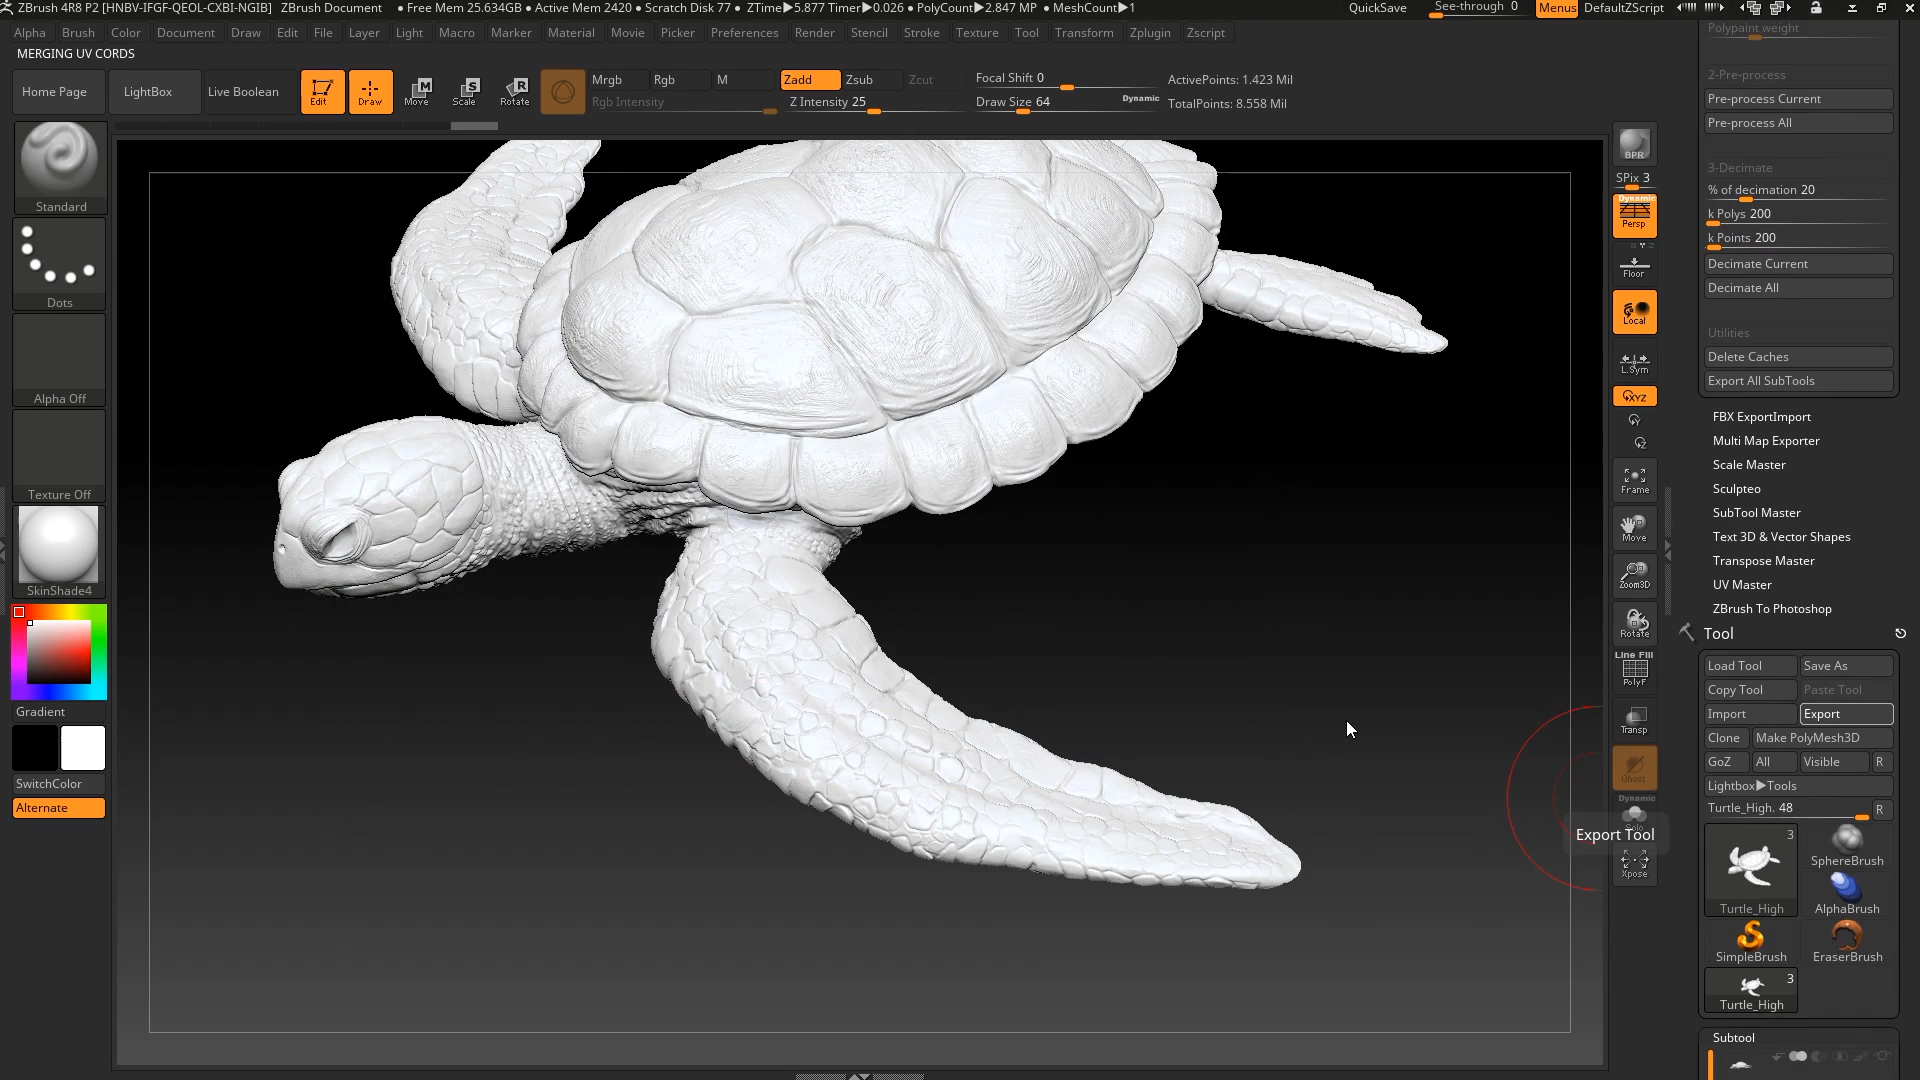 ZBrush 4R8 P2 [HNBV-IFGF-QEOL-CXBI-NGIB] ZBrush Document • Free Mem 25.634GB • Active Mem 2420 • Scratch Disk 77 • ZTime▶5.877 Timer▶0.026 • PolyCount▶2.847 MP • MeshCount▶1 QuickSave See-through 0 Menus DefaultZScript
Alpha Brush Color Document Draw Edit File Layer Light Macro Marker Material Movie Picker Preferences Render Stencil Stroke Texture Tool Transform Zplugin Zscript
MERGING UV CORDS
Home Page LightBox Live Boolean Edit Draw Move Scale Rotate
Mrgb Rgb M Zadd Zsub Zcut Focal Shift 0 ActivePoints: 1.423 Mil
Rgb Intensity Z Intensity 25 Draw Size 64 Dynamic TotalPoints: 8.558 Mil
Standard
Dots
Alpha Off
Texture Off
SkinShade4
Gradient
SwitchColor
Alternate
BPR
SPix 3
Dynamic
Persp
Floor
Local
L.Sym
XYZ
Y
Z
Frame
Move
Zoom3D
Rotate
Line Fill
PolyF
Transp
Ghost
Dynamic
Solo
Export Tool
Xpose
Polypaint weight
2-Pre-process
Pre-process Current
Pre-process All
3-Decimate
% of decimation 20
k Polys 200
k Points 200
Decimate Current
Decimate All
Utilities
Delete Caches
Export All SubTools
FBX ExportImport
Multi Map Exporter
Scale Master
Sculpteo
SubTool Master
Text 3D & Vector Shapes
Transpose Master
UV Master
ZBrush To Photoshop
Tool
Load Tool Save As
Copy Tool Paste Tool
Import Export
Clone Make PolyMesh3D
GoZ All Visible R
Lightbox▶Tools
Turtle_High. 48 R
3
Turtle_High
SphereBrush
AlphaBrush
SimpleBrush EraserBrush
3
Turtle_High
Subtool